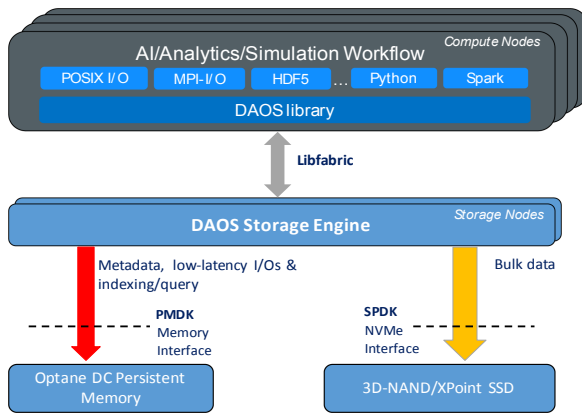 Compute Nodes
AI/Analytics/Simulation Workflow
POSIX I/O
MPI-I/O
HDF5
...
Python
Spark
DAOS library
Libfabric
Storage Nodes
DAOS Storage Engine
Metadata, low-latency I/Os &
indexing/query
Bulk data
PMDK
Memory
Interface
SPDK
NVMe
Interface
Optane DC Persistent
Memory
3D-NAND/XPoint SSD